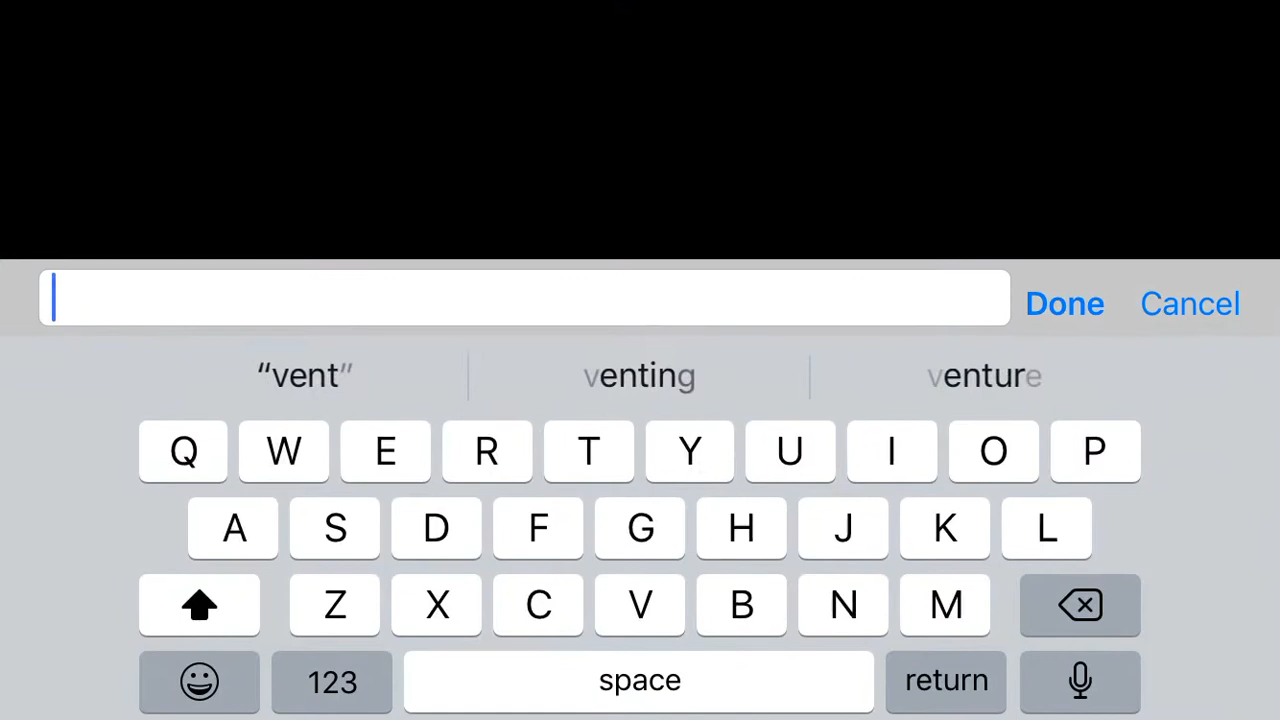 Done Cancel
“vent” venting venture
Q W E R T Y U I O P
A S D F G H J K L
Z X C V B N M
123 space return